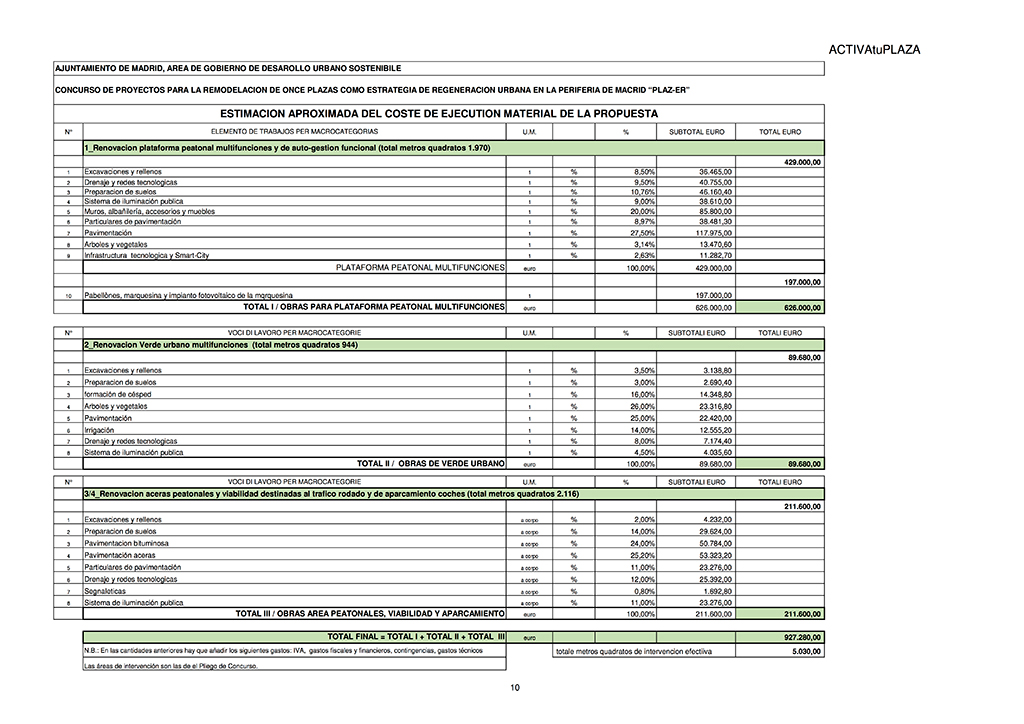 ACTIVAtuPLAZA
AJUNTAMIENTO DE MADRID, AREA DE GOBIERNO DE DESAROLLO URBANO SOSTENIBILE
CONCURSO DE PROYECTOS PARA LA REMODELACION DE ONCE PLAZAS COMO ESTRATEGIA DE REGENERACION URBANA EN LA PERIFERIA DE MACRID “PLAZ-ER”
ESTIMACION APROXIMADA DEL COSTE DE EJECUTION MATERIAL DE LA PROPUESTA
N° ELEMENTO DE TRABAJOS PER MACROCATEGORIAS U.M. % SUBTOTAL EURO TOTAL EURO
1_Renovacion plataforma peatonal multifunciones y de auto-gestion funcional (total metros quadratos 1.970)
429.000,00
1 Excavaciones y rellenos 1 % 8,50% 36.465,00
2 Drenaje y redes tecnologicas 1 % 9,50% 40.755,00
3 Preparacion de suelos 1 % 10,76% 46.160,40
4 Sistema de iluminación publica 1 % 9,00% 38.610,00
5 Muros, albañilería, accesorios y muebles 1 % 20,00% 85.800,00
6 Particulares de pavimentación 1 % 8,97% 38.481,30
7 Pavimentación 1 % 27,50% 117.975,00
8 Arboles y vegetales 1 % 3,14% 13.470,60
9 Infrastructura tecnologica y Smart-City 1 % 2,63% 11.282,70
PLATAFORMA PEATONAL MULTIFUNCIONES euro 100,00% 429.000,00
197.000,00
10 Pabellònes, marquesina y impianto fotovoltaico de la mqrquesina 1 197.000,00
TOTAL I / OBRAS PARA PLATAFORMA PEATONAL MULTIFUNCIONES euro 626.000,00 626.000,00
N° VOCI DI LAVORO PER MACROCATEGORIE U.M. % SUBTOTALI EURO TOTALI EURO
2_Renovacion Verde urbano multifunciones (total metros quadratos 944)
89.680,00
1 Excavaciones y rellenos 1 % 3,50% 3.138,80
2 Preparacion de suelos 1 % 3,00% 2.690,40
3 formación de césped 1 % 16,00% 14.348,80
4 Arboles y vegetales 1 % 26,00% 23.316,80
5 Pavimentación 1 % 25,00% 22.420,00
6 Irrigación 1 % 14,00% 12.555,20
7 Drenaje y redes tecnologicas 1 % 8,00% 7.174,40
8 Sistema de iluminación publica 1 % 4,50% 4.035,60
TOTAL II / OBRAS DE VERDE URBANO euro 100,00% 89.680,00 89.680,00
N° VOCI DI LAVORO PER MACROCATEGORIE U.M. % SUBTOTALI EURO TOTALI EURO
3/4_Renovacion aceras peatonales y viabilidad destinadas al trafico rodado y de aparcamiento coches (total metros quadratos 2.116)
211.600,00
1 Excavaciones y rellenos a corpo % 2,00% 4.232,00
2 Preparacion de suelos a corpo % 14,00% 29.624,00
3 Pavimentacion bituminosa a corpo % 24,00% 50.784,00
4 Pavimentación aceras a corpo % 25,20% 53.323,20
5 Particulares de pavimentación a corpo % 11,00% 23.276,00
6 Drenaje y redes tecnologicas a corpo % 12,00% 25.392,00
7 Segnaleticas a corpo % 0,80% 1.692,80
8 Sistema de iluminación publica a corpo % 11,00% 23.276,00
TOTAL III / OBRAS AREA PEATONALES, VIABILIDAD Y APARCAMIENTO euro 100,00% 211.600,00 211.600,00
TOTAL FINAL = TOTAL I + TOTAL II + TOTAL III euro 927.280,00
N.B.: En las cantidades anteriores hay que añadir los siguientes gastos: IVA, gastos fiscales y financieros, contingencias, gastos técnicos totale metros quadratos de intervencion efectiiva 5.030,00
Las áreas de intervención son las de el Pliego de Concurso.
10